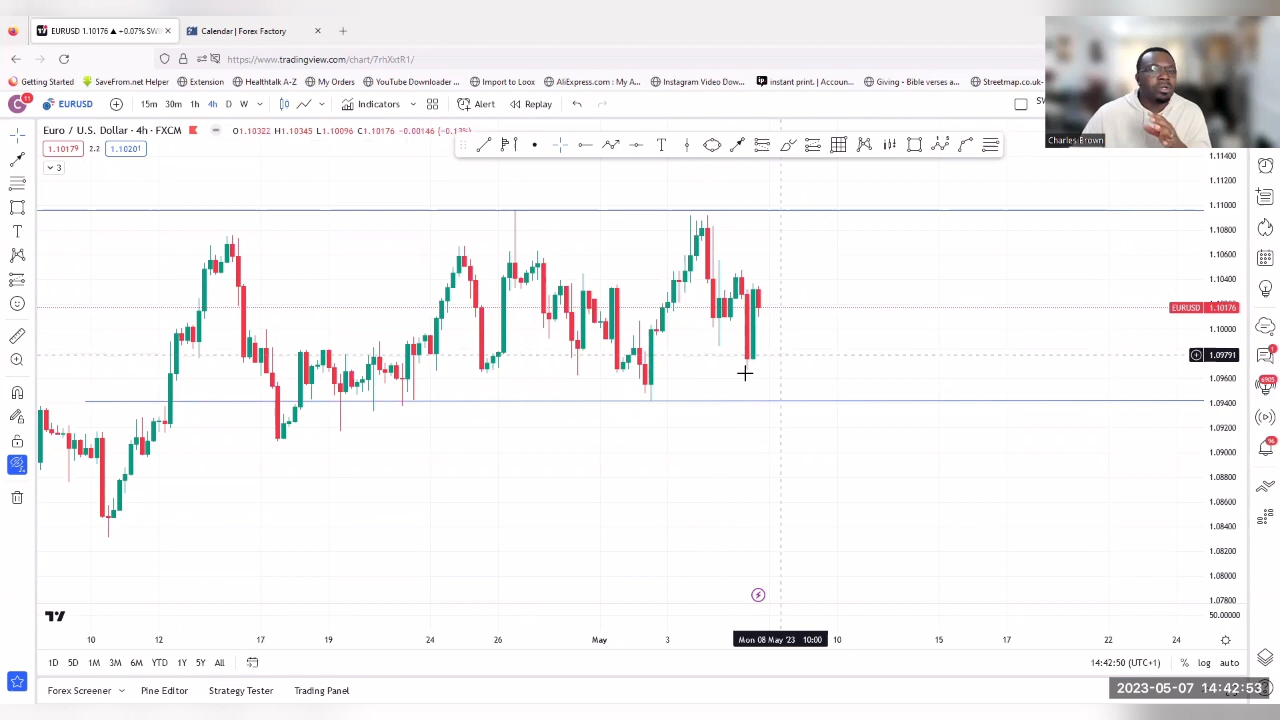 EURUSD 1.10176 ▲ +0.07% SW
Calendar | Forex Factory
https://www.tradingview.com/chart/7rhXxtR1/
Getting Started
SaveFrom.net Helper
Extension
Healthtalk A-Z
My Orders
YouTube Downloader ...
Import to Loox
AliExpress.com : My A...
Instagram Video Dow...
instant print. | Accoun...
Giving - Bible verses a...
Streetmap.co.uk-
C
11
EURUSD
15m 30m 1h 4h D W
Indicators
Alert
Replay
Charles Brown
Euro / U.S. Dollar · 4h · FXCM
O1.10322 H1.10345 L1.10096 C1.10176 -0.00146 (-0.13%)
1.10179
2.2
1.10201
3
1.11400
1.11200
1.11000
1.10800
1.10600
1.10400
EURUSD 1.10176
1.10000
1.09791
1.09600
1.09400
1.09200
1.09000
1.08800
1.08600
1.08400
1.08200
1.08000
1.07800
50.00000
1
6905
96
10 12 17 19 24 26 May 3 Mon 08 May '23 10:00 10 15 17 22 24
1D 5D 1M 3M 6M YTD 1Y 5Y All
14:42:50 (UTC+1)
% log auto
Forex Screener
Pine Editor
Strategy Tester
Trading Panel
2023-05-07 14:42:53